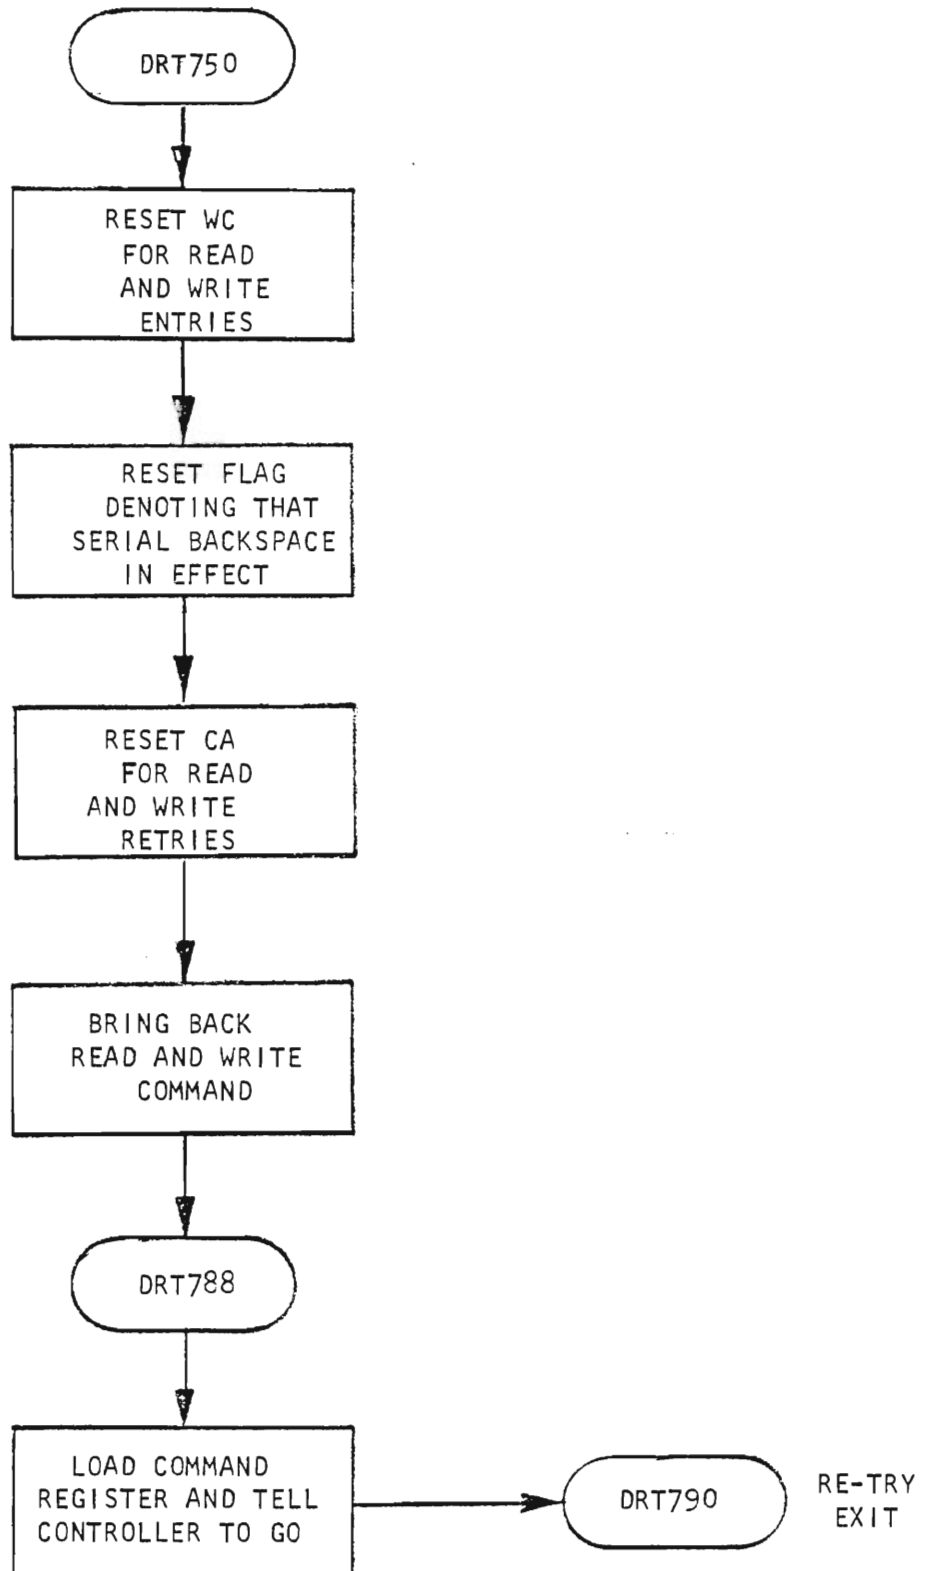 DRT750
RESET WC
FOR READ
AND WRITE
ENTRIES
RESET FLAG
DENOTING THAT
SERIAL BACKSPACE
IN EFFECT
RESET CA
FOR READ
AND WRITE
RETRIES
BRING BACK
READ AND WRITE
COMMAND
DRT788
LOAD COMMAND
REGISTER AND TELL
CONTROLLER TO GO
DRT790
RE-TRY
EXIT